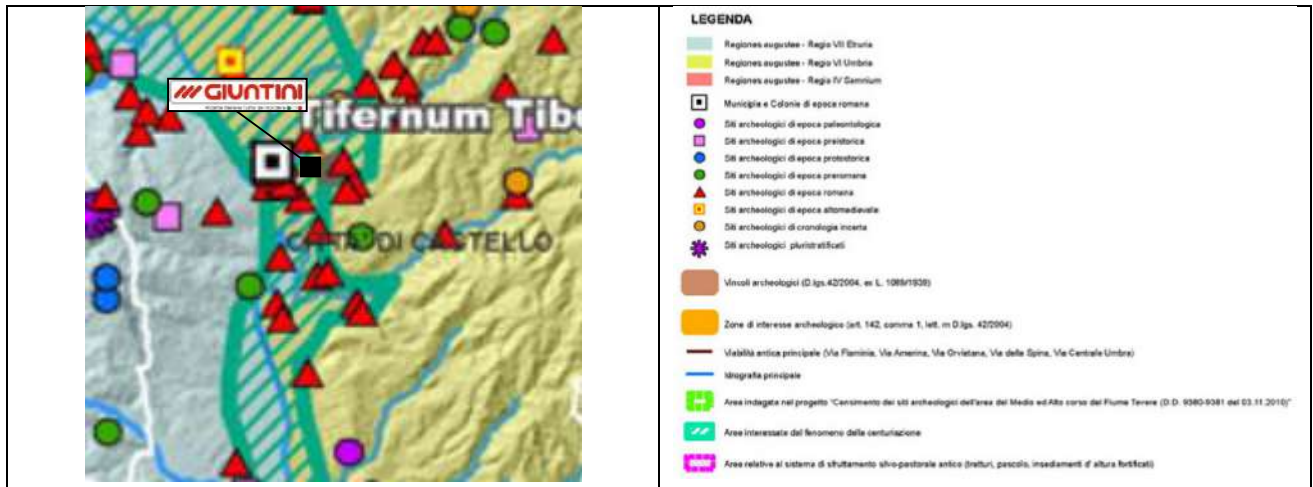 GIUNTINI
Tifernum Tibe
CITTÀ DI CASTELLO
LEGENDA
Regiones augustee - Regio VII Etruria
Regiones augustee - Regio VI Umbria
Regiones augustee - Regio IV Samnium
Municipia e Colonie di epoca romana
Siti archeologici di epoca paleontologica
Siti archeologici di epoca preistorica
Siti archeologici di epoca protostorica
Siti archeologici di epoca preromana
Siti archeologici di epoca romana
Siti archeologici di epoca altomedievale
Siti archeologici di cronologia incerta
Siti archeologici pluristratificati
Vincoli archeologici (D.lgs.42/2004, ex L. 1089/1939)
Zone di interesse archeologico (art. 142, comma 1, lett. m D.lgs. 42/2004)
Viabilità antica principale (Via Flaminia, Via Amerina, Via Orvietana, Via della Spina, Via Centrale Umbra)
Idrografia principale
Area indagata nel progetto "Censimento dei siti archeologici dell'area del Medio ed Alto corso del Fiume Tevere (D.D. 9380-9381 del 03.11.2010)"
Aree interessate dal fenomeno della centuriazione
Area relative al sistema di sfruttamento silvo-pastorale antico (tratturi, pascolo, insediamenti d' altura fortificati)